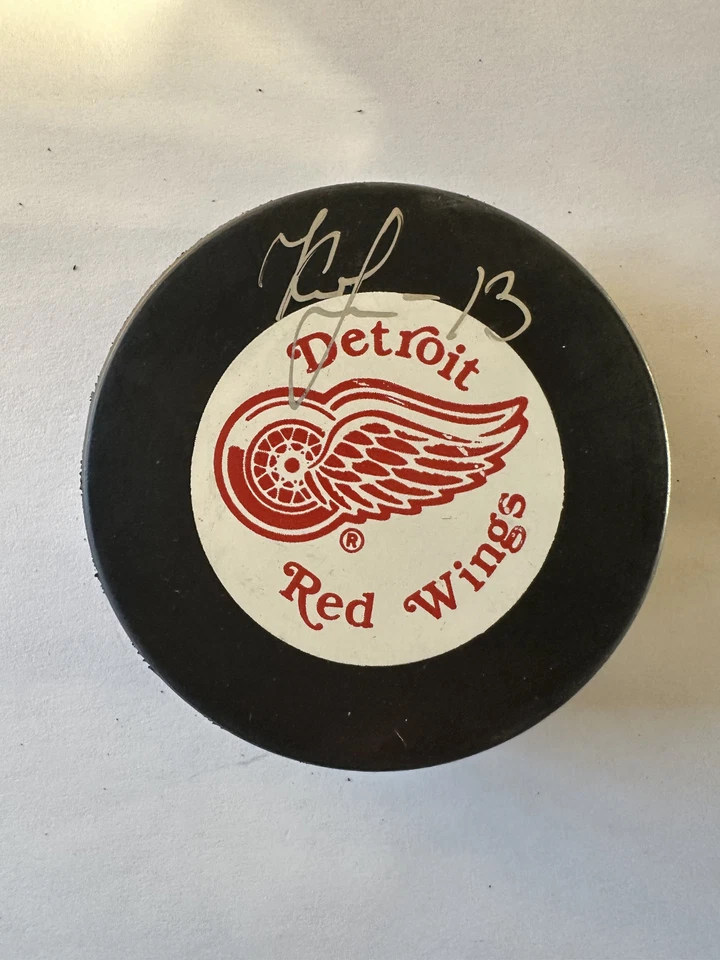 - 13
Detroit
®
Red Wings